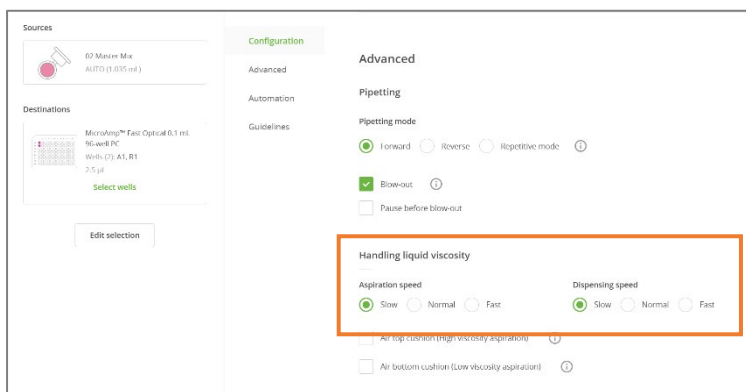 Sources
02 Master Mix
AUTO (1.035 ml )
Destinations
MicroAmp™ Fast Optical 0.1 mL
96-well PC
Wells (2): A1, B1
2.5 µl
Select wells
Edit selection
Configuration
Advanced
Automation
Guidelines
Advanced
Pipetting
Pipetting mode
Forward Reverse Repetitive mode
Blow-out
Pause before blow-out
Handling liquid viscosity
Aspiration speed
Slow Normal Fast
Dispensing speed
Slow Normal Fast
Air top cushion (High viscosity aspiration)
Air bottom cushion (Low viscosity aspiration)